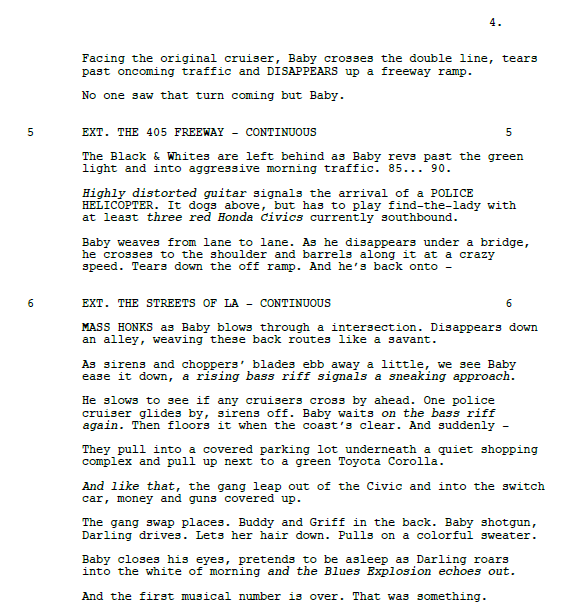 4.
Facing the original cruiser, Baby crosses the double line, tears
past oncoming traffic and DISAPPEARS up a freeway ramp.
No one saw that turn coming but Baby.
5 EXT. THE 405 FREEWAY - CONTINUOUS 5
The Black & Whites are left behind as Baby revs past the green
light and into aggressive morning traffic. 85... 90.
Highly distorted guitar signals the arrival of a POLICE
HELICOPTER. It dogs above, but has to play find-the-lady with
at least three red Honda Civics currently southbound.
Baby weaves from lane to lane. As he disappears under a bridge,
he crosses to the shoulder and barrels along it at a crazy
speed. Tears down the off ramp. And he's back onto -
6 EXT. THE STREETS OF LA - CONTINUOUS 6
MASS HONKS as Baby blows through a intersection. Disappears down
an alley, weaving these back routes like a savant.
As sirens and choppers' blades ebb away a little, we see Baby
ease it down, a rising bass riff signals a sneaking approach.
He slows to see if any cruisers cross by ahead. One police
cruiser glides by, sirens off. Baby waits on the bass riff
again. Then floors it when the coast's clear. And suddenly -
They pull into a covered parking lot underneath a quiet shopping
complex and pull up next to a green Toyota Corolla.
And like that, the gang leap out of the Civic and into the switch
car, money and guns covered up.
The gang swap places. Buddy and Griff in the back. Baby shotgun,
Darling drives. Lets her hair down. Pulls on a colorful sweater.
Baby closes his eyes, pretends to be asleep as Darling roars
into the white of morning and the Blues Explosion echoes out.
And the first musical number is over. That was something.